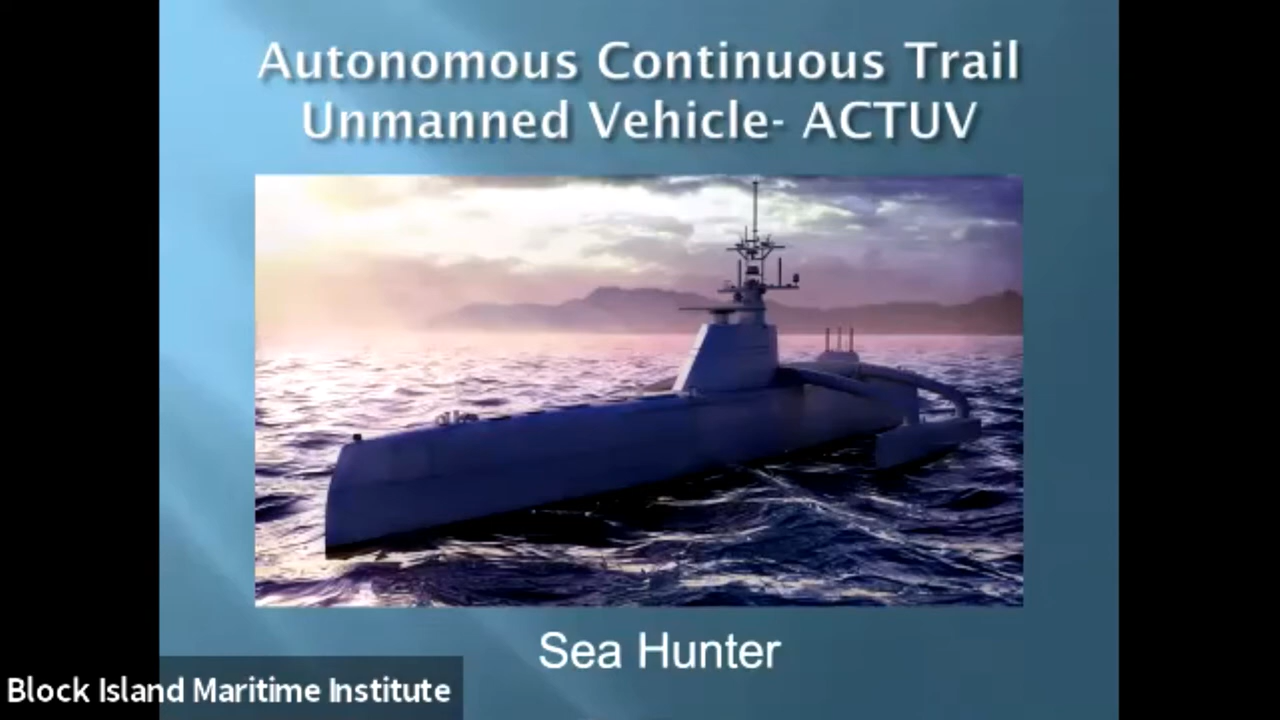 Autonomous Continuous Trail
Unmanned Vehicle- ACTUV
Sea Hunter
Block Island Maritime Institute